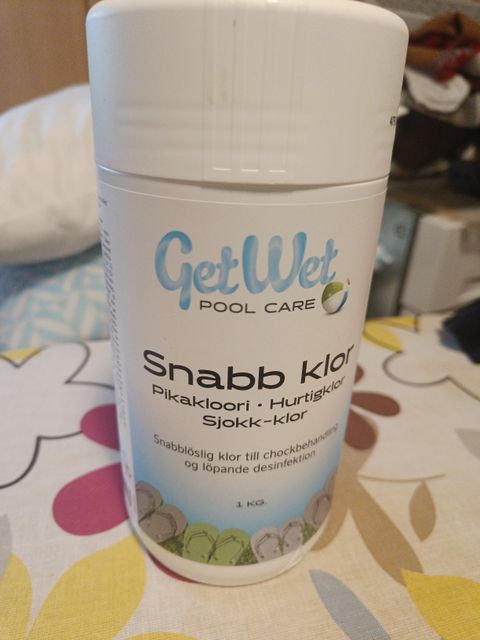 GetWet
POOL CARE
Snabb klor
Pikakloori • Hurtigklor
Sjokk-klor
Snabblöslig klor till chockbehandling
og löpande desinfektion
1 KG.